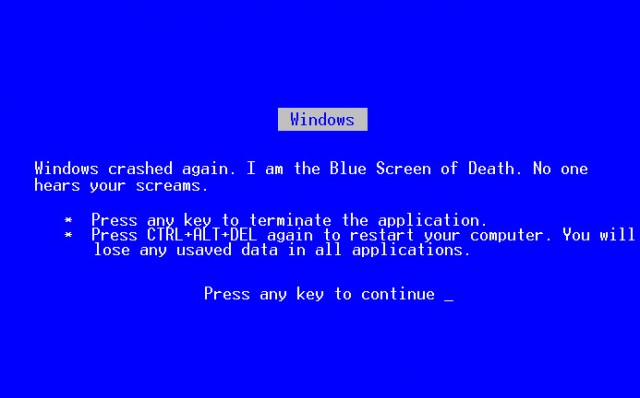 Windows
Windows crashed again. I am the Blue Screen of Death. No one
hears your screams.
* Press any key to terminate the application.
* Press CTRL+ALT+DEL again to restart your computer. You will
lose any usaved data in all applications.
Press any key to continue _